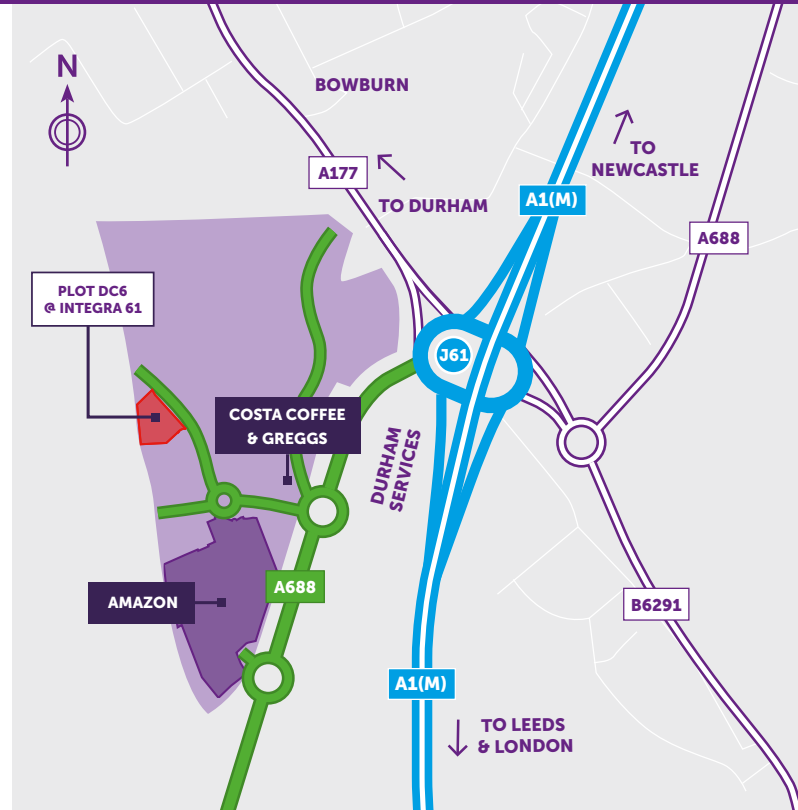 N
BOWBURN
A177
TO DURHAM
TO
NEWCASTLE
A1(M)
A688
PLOT DC6
@ INTEGRA 61
J61
COSTA COFFEE
& GREGGS
DURHAM
SERVICES
A688
AMAZON
B6291
A1(M)
TO LEEDS
& LONDON